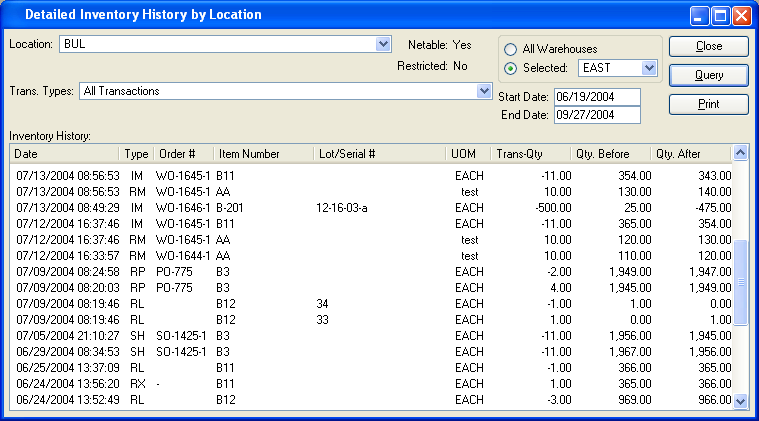 Detailed Inventory History by Location
Location: BUL Netable: Yes All Warehouses Close
Restricted: No Selected: EAST Query
Trans. Types: All Transactions Start Date: 06/19/2004 Print
End Date: 09/27/2004
Inventory History:
Date Type Order # Item Number Lot/Serial # UOM Trans-Qty Qty. Before Qty. After
07/13/2004 08:56:53 IM WO-1645-1 B11 EACH -11.00 354.00 343.00
07/13/2004 08:56:53 RM WO-1645-1 AA test 10.00 130.00 140.00
07/13/2004 08:49:29 IM WO-1646-1 B-201 12-16-03-a EACH -500.00 25.00 -475.00
07/12/2004 16:37:46 IM WO-1645-1 B11 EACH -11.00 365.00 354.00
07/12/2004 16:37:46 RM WO-1645-1 AA test 10.00 120.00 130.00
07/12/2004 16:33:57 RM WO-1644-1 AA test 10.00 110.00 120.00
07/09/2004 08:24:58 RP PO-775 B3 EACH -2.00 1,949.00 1,947.00
07/09/2004 08:20:03 RP PO-775 B3 EACH 4.00 1,945.00 1,949.00
07/09/2004 08:19:46 RL B12 34 EACH -1.00 1.00 0.00
07/09/2004 08:19:46 RL B12 33 EACH 1.00 0.00 1.00
07/05/2004 21:10:27 SH SO-1425-1 B3 EACH -11.00 1,956.00 1,945.00
06/29/2004 08:34:53 SH SO-1425-1 B3 EACH -11.00 1,967.00 1,956.00
06/25/2004 13:37:09 RL B11 EACH -1.00 366.00 365.00
06/24/2004 13:56:20 RX - B11 EACH 1.00 365.00 366.00
06/24/2004 13:52:49 RL B12 EACH -3.00 969.00 966.00